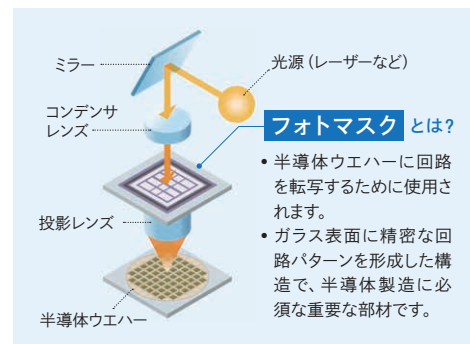 ミラー
光源（レーザーなど）
コンデンサ
レンズ
フォトマスク とは?
• 半導体ウエハーに回路
を転写するために使用さ
れます。
• ガラス表面に精密な回
路パターンを形成した構
造で、半導体製造に必
須な重要な部材です。
投影レンズ
半導体ウエハー